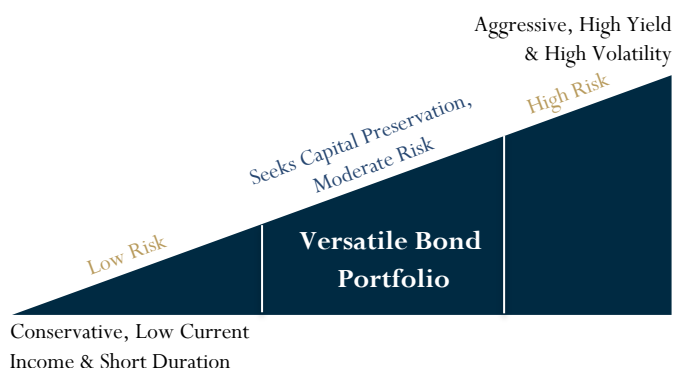 Aggressive, High Yield
& High Volatility
High Risk
Seeks Capital Preservation,
Moderate Risk
Low Risk
Versatile Bond
Portfolio
Conservative, Low Current
Income & Short Duration